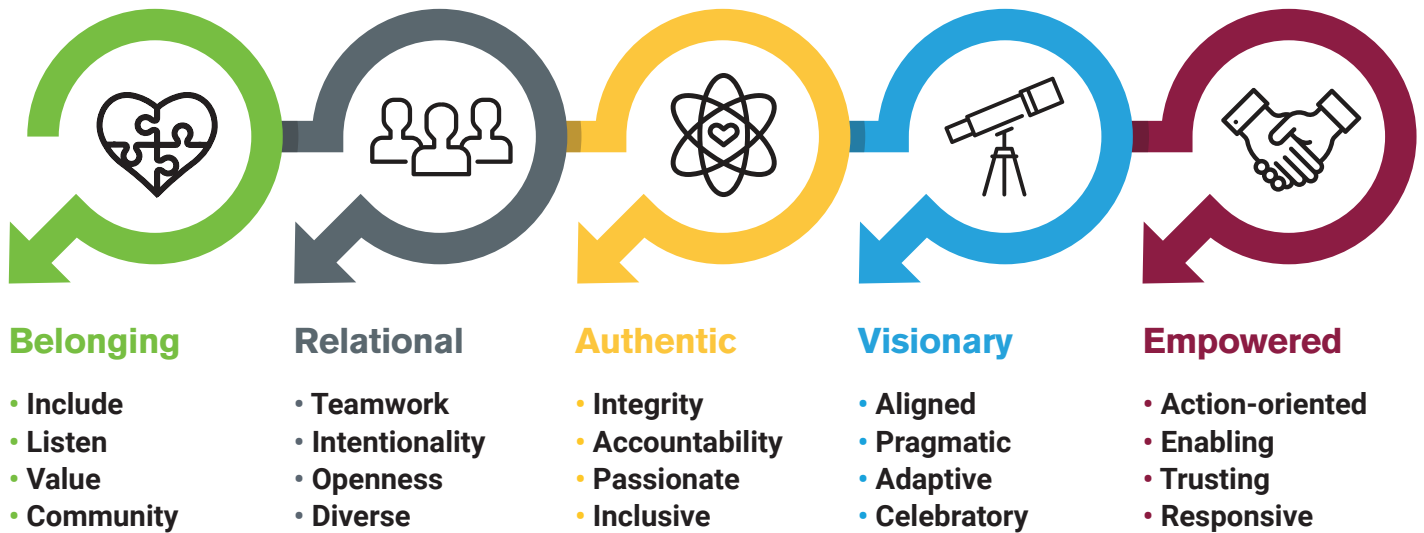 Belonging
• Include
• Listen
• Value
• Community
Relational
• Teamwork
• Intentionality
• Openness
• Diverse
Authentic
• Integrity
• Accountability
• Passionate
• Inclusive
Visionary
• Aligned
• Pragmatic
• Adaptive
• Celebratory
Empowered
• Action-oriented
• Enabling
• Trusting
• Responsive